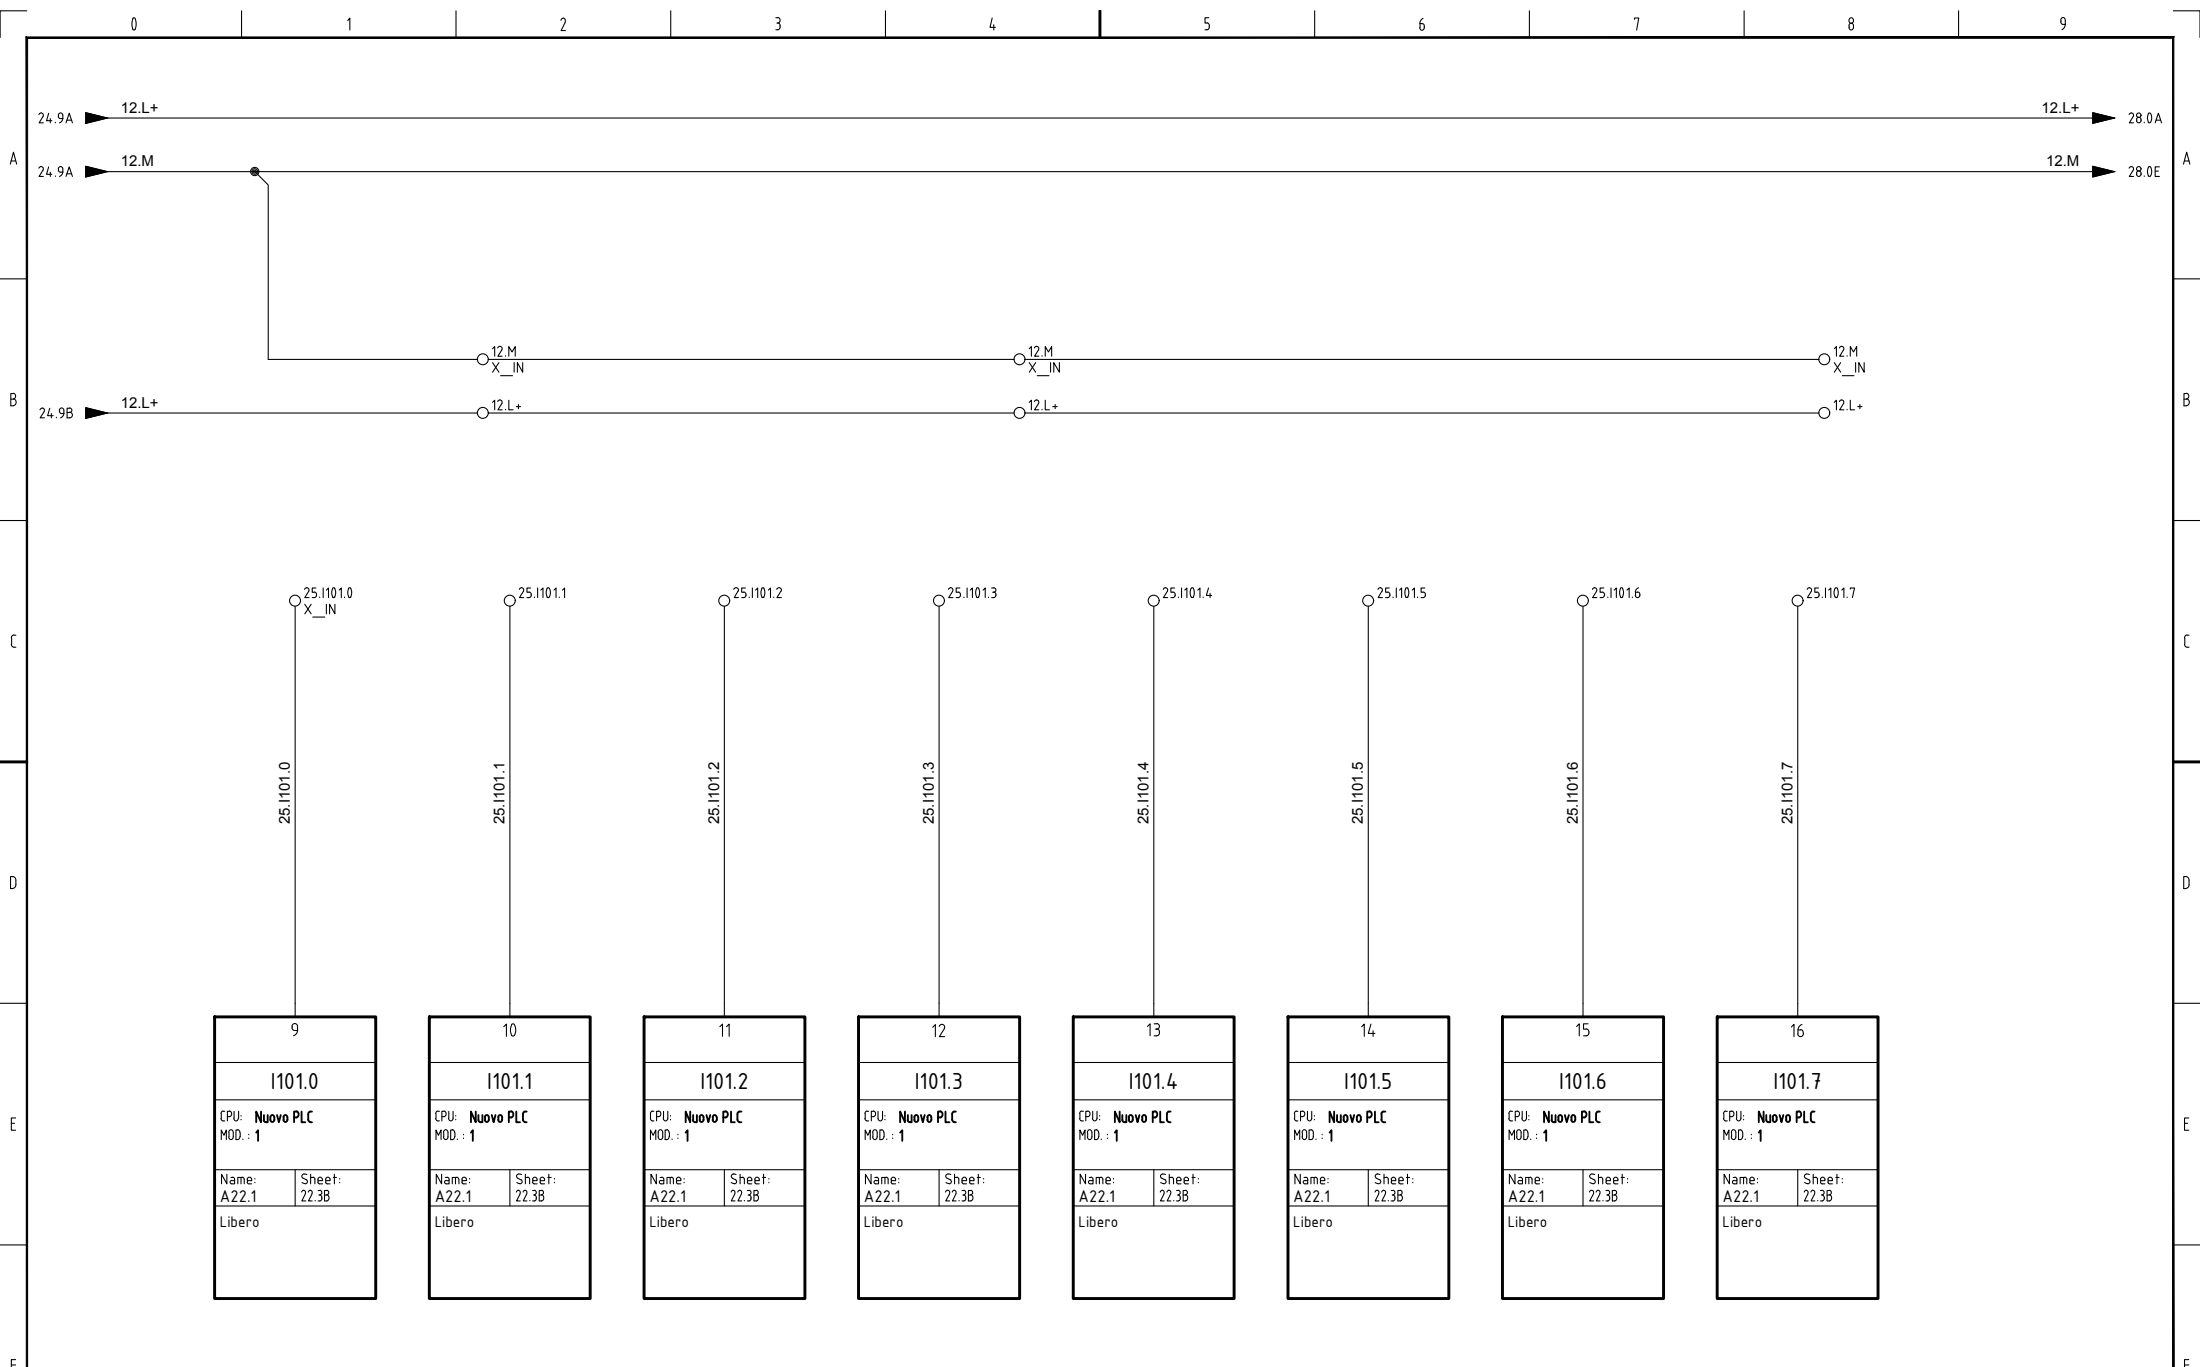 0 1 2 3 4 5 6 7 8 9
12.L+ 12.L+
24.9A 28.0A
A A
12.M 12.M
24.9A 28.0E
12.M 12.M 12.M
X__IN X__IN X__IN
B B
12.L+ 12.L+ 12.L+ 12.L+
24.9B
25.I101.0 25.I101.1 25.I101.2 25.I101.3 25.I101.4 25.I101.5 25.I101.6 25.I101.7
X__IN
C C
25.I101.0 25.I101.1 25.I101.2 25.I101.3 25.I101.4 25.I101.5 25.I101.6 25.I101.7
D D
9 10 11 12 13 14 15 16
I101.0 I101.1 I101.2 I101.3 I101.4 I101.5 I101.6 I101.7
E E
CPU: Nuovo PLC CPU: Nuovo PLC CPU: Nuovo PLC CPU: Nuovo PLC CPU: Nuovo PLC CPU: Nuovo PLC CPU: Nuovo PLC CPU: Nuovo PLC
MOD. : 1 MOD. : 1 MOD. : 1 MOD. : 1 MOD. : 1 MOD. : 1 MOD. : 1 MOD. : 1
Name: Sheet: Name: Sheet: Name: Sheet: Name: Sheet: Name: Sheet: Name: Sheet: Name: Sheet: Name: Sheet:
A22.1 22.3B A22.1 22.3B A22.1 22.3B A22.1 22.3B A22.1 22.3B A22.1 22.3B A22.1 22.3B A22.1 22.3B
Libero Libero Libero Libero Libero Libero Libero Libero